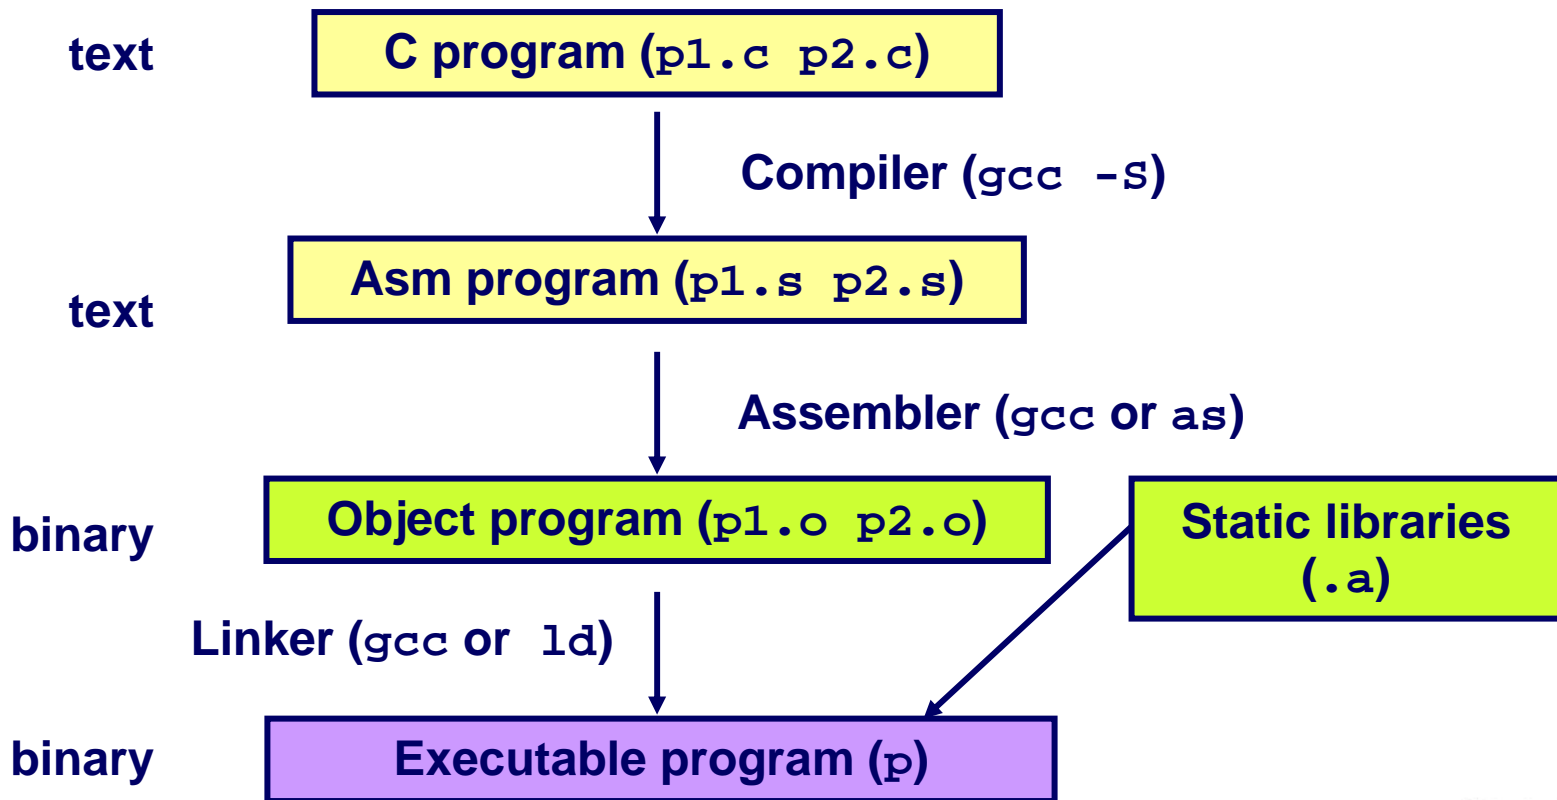 text
C program (p1.c p2.c)
Compiler (gcc -S)
text
Asm program (p1.s p2.s)
Assembler (gcc or as)
binary
Object program (p1.o p2.o)
Static libraries
(.a)
Linker (gcc or ld)
binary
Executable program (p)